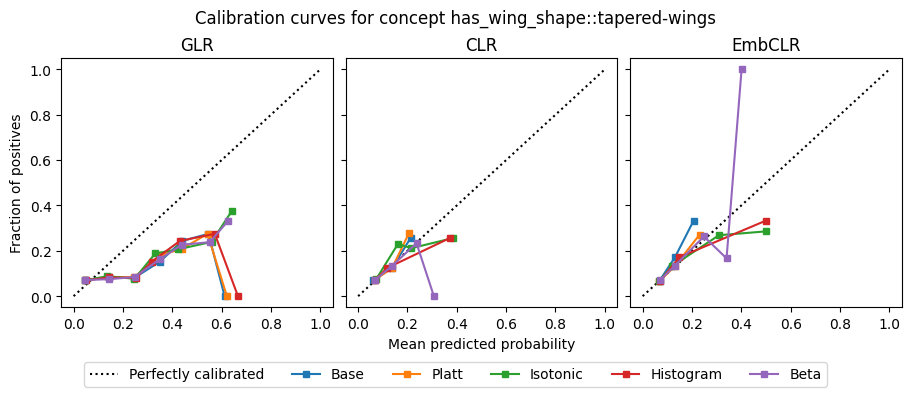 Calibration curves for concept has_wing_shape::tapered-wings
GLR
CLR
EmbCLR
Fraction of positives
1.0
0.8
0.6
0.4
0.2
0.0
0.0 0.2 0.4 0.6 0.8 1.0
0.0 0.2 0.4 0.6 0.8 1.0
0.0 0.2 0.4 0.6 0.8 1.0
Mean predicted probability
Perfectly calibrated Base Platt Isotonic Histogram Beta